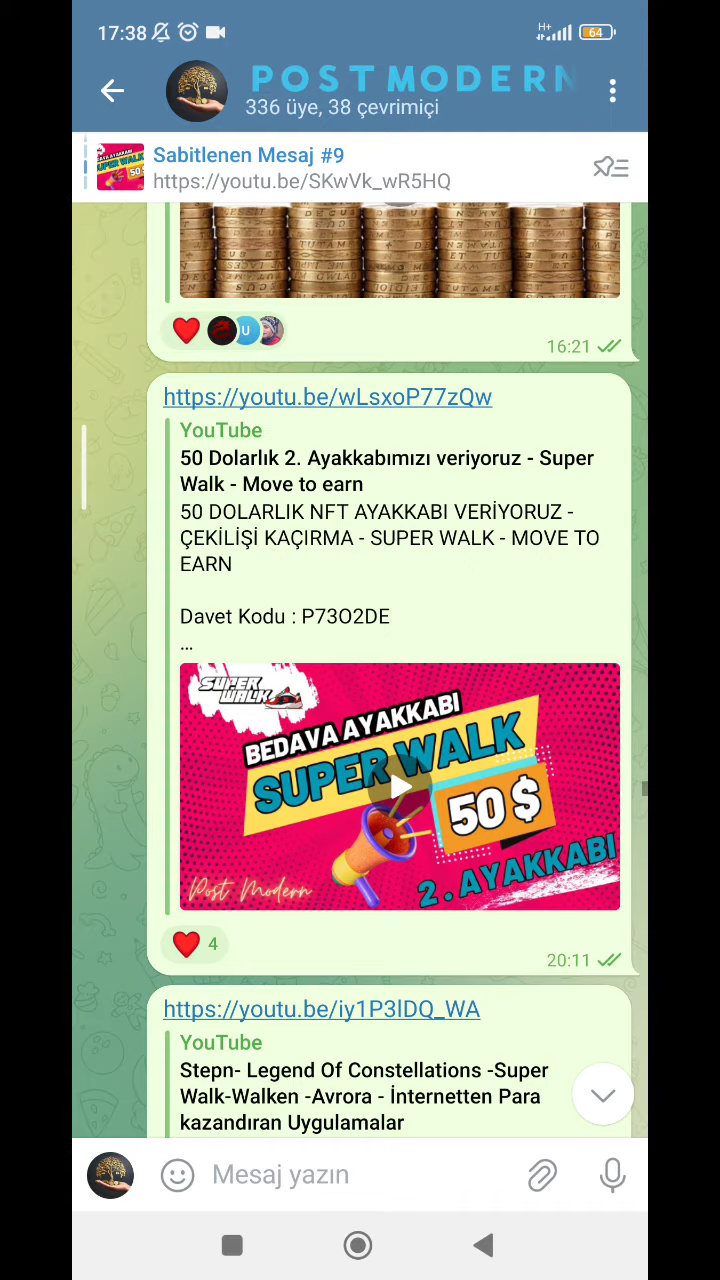 17:38
H+
64
POSTMODERN
336 üye, 38 çevrimiçi
Sabitlenen Mesaj #9
https://youtu.be/SKwVk_wR5HQ
16:21
https://youtu.be/wLsxoP77zQw
YouTube
50 Dolarlık 2. Ayakkabımızı veriyoruz - Super
Walk - Move to earn
50 DOLARLIK NFT AYAKKABI VERİYORUZ -
ÇEKİLİŞİ KAÇIRMA - SUPER WALK - MOVE TO
EARN
Davet Kodu : P73O2DE
...
SUPER
WALK
BEDAVA AYAKKABI
SUPER WALK
50 $
2. AYAKKABI
Post Modern
4
20:11
https://youtu.be/iy1P3lDQ_WA
YouTube
Stepn- Legend Of Constellations -Super
Walk-Walken -Avrora - İnternetten Para
kazandıran Uygulamalar
Mesaj yazın